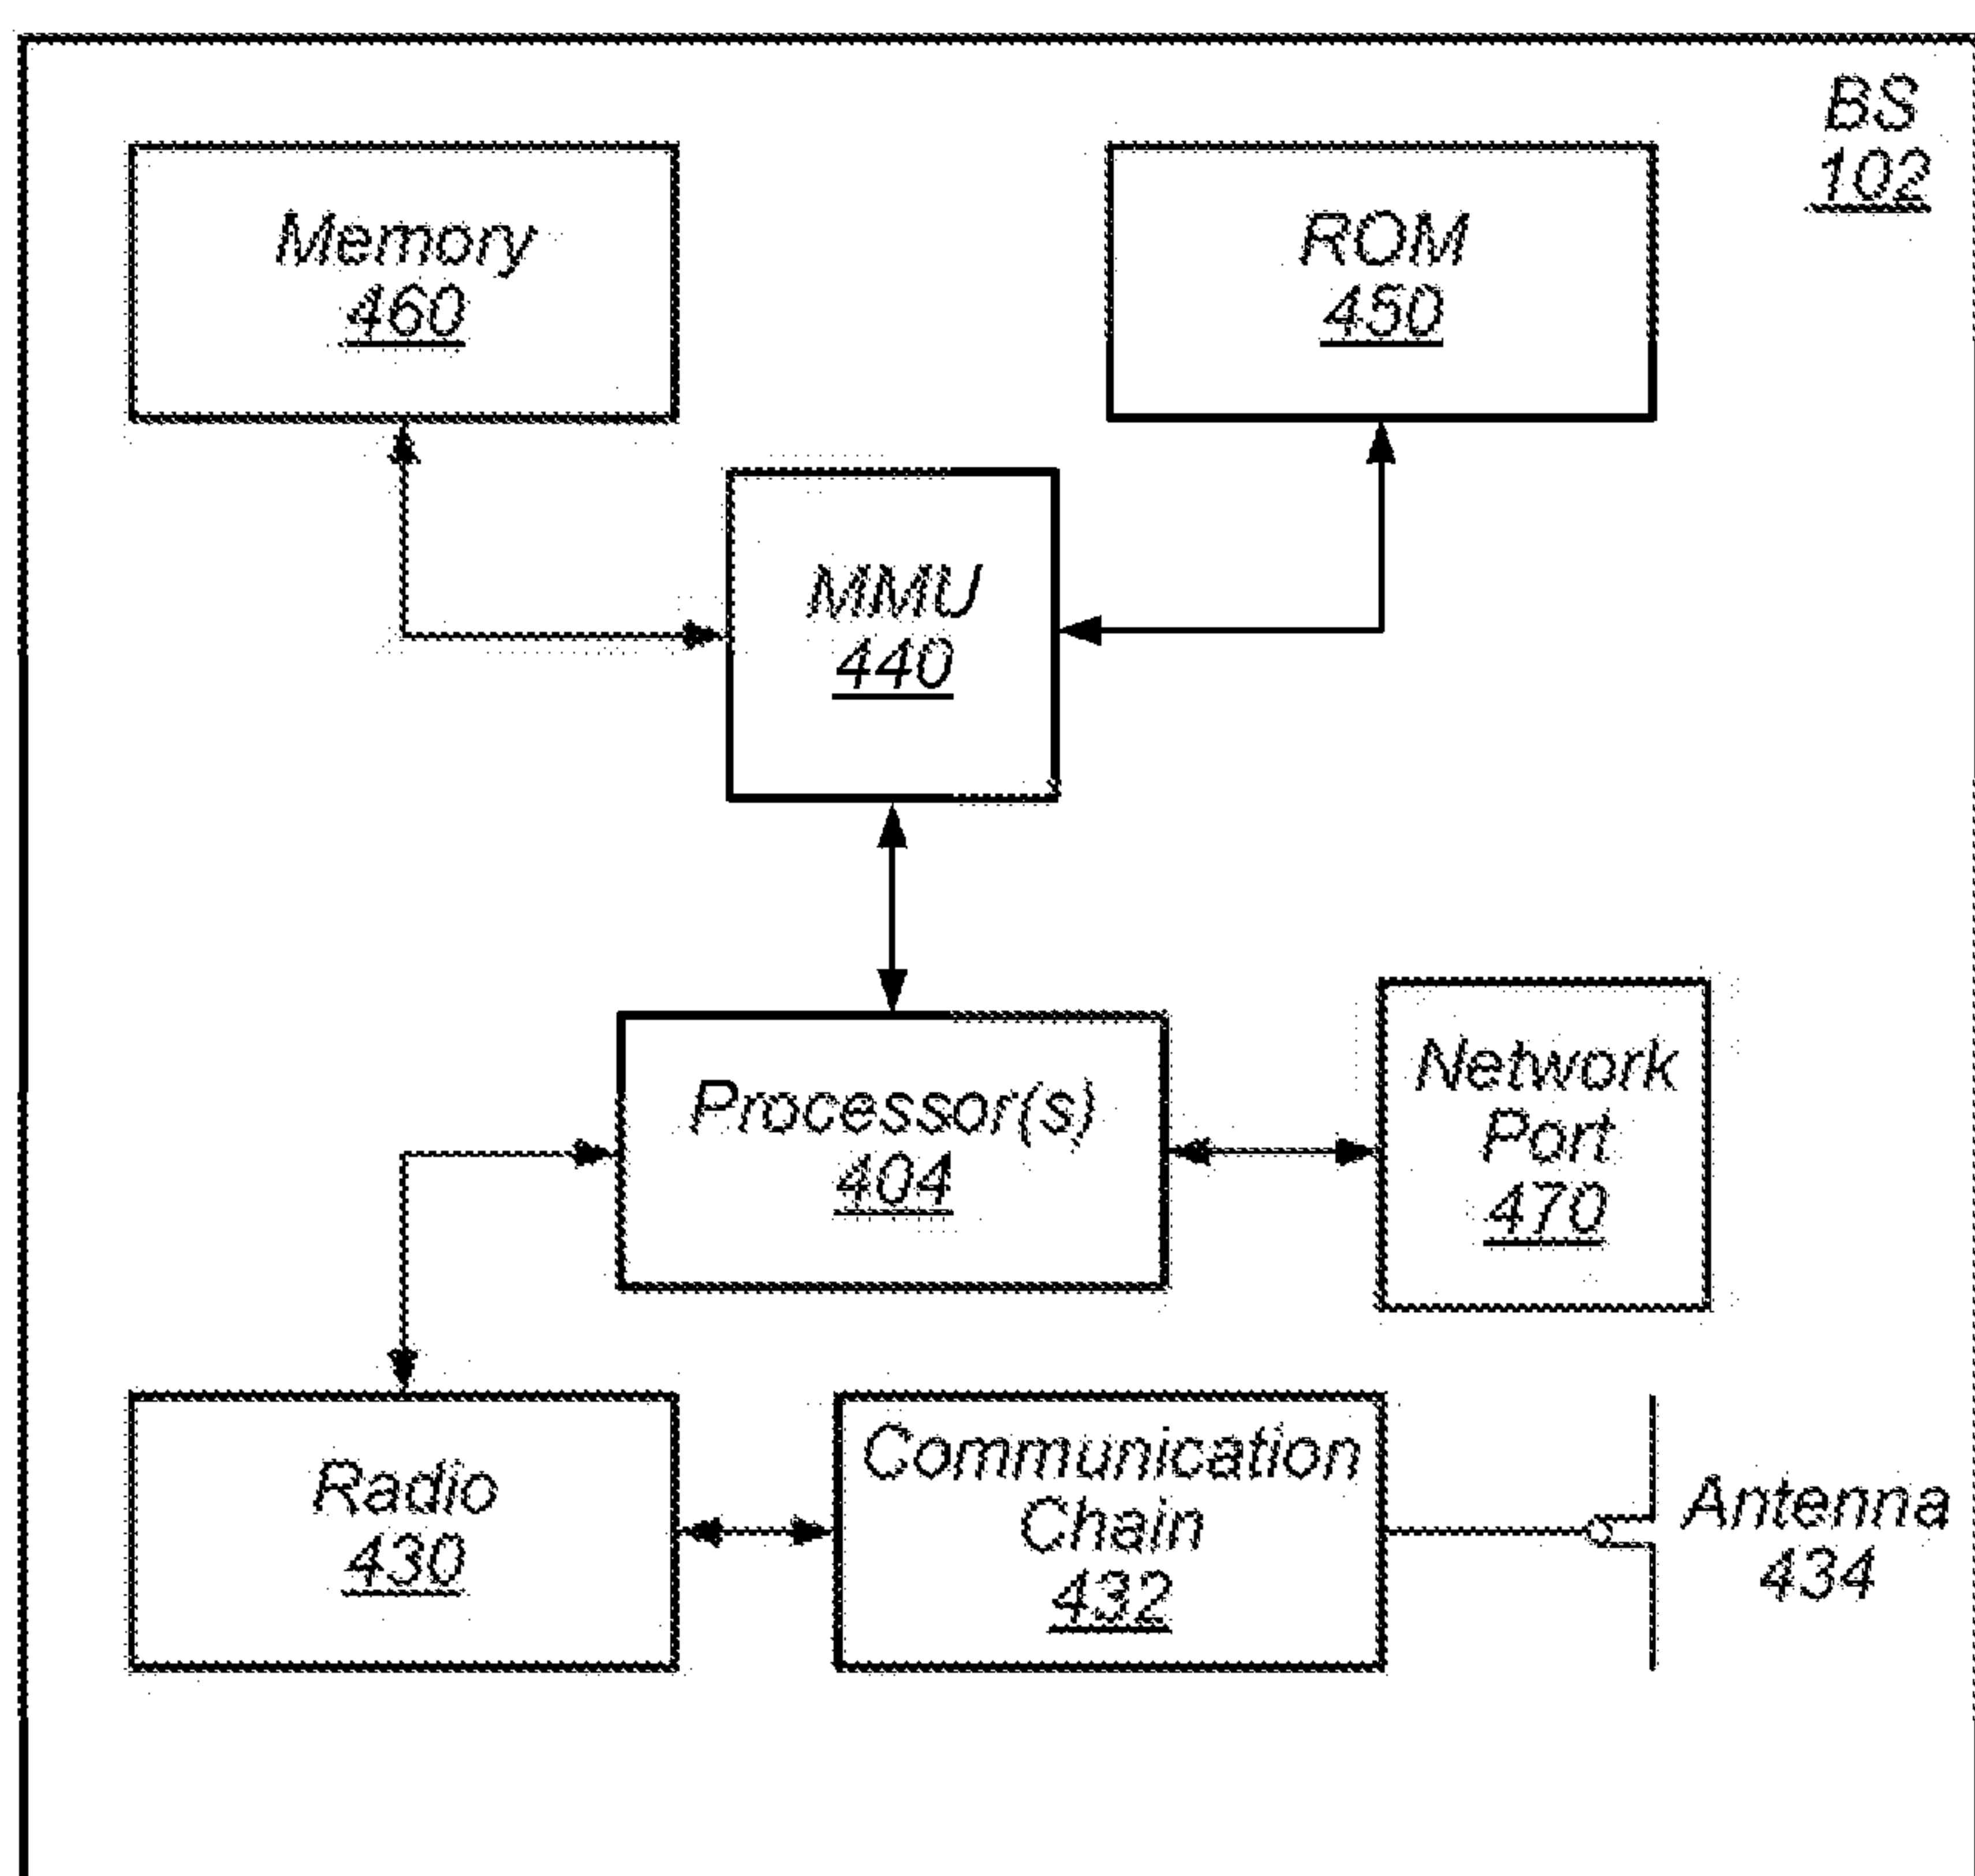 BS
102
Memory
460
ROM
450
MMU
440
Processor(s)
404
Network
Port
470
Radio
430
Communication
Chain
432
Antenna
434